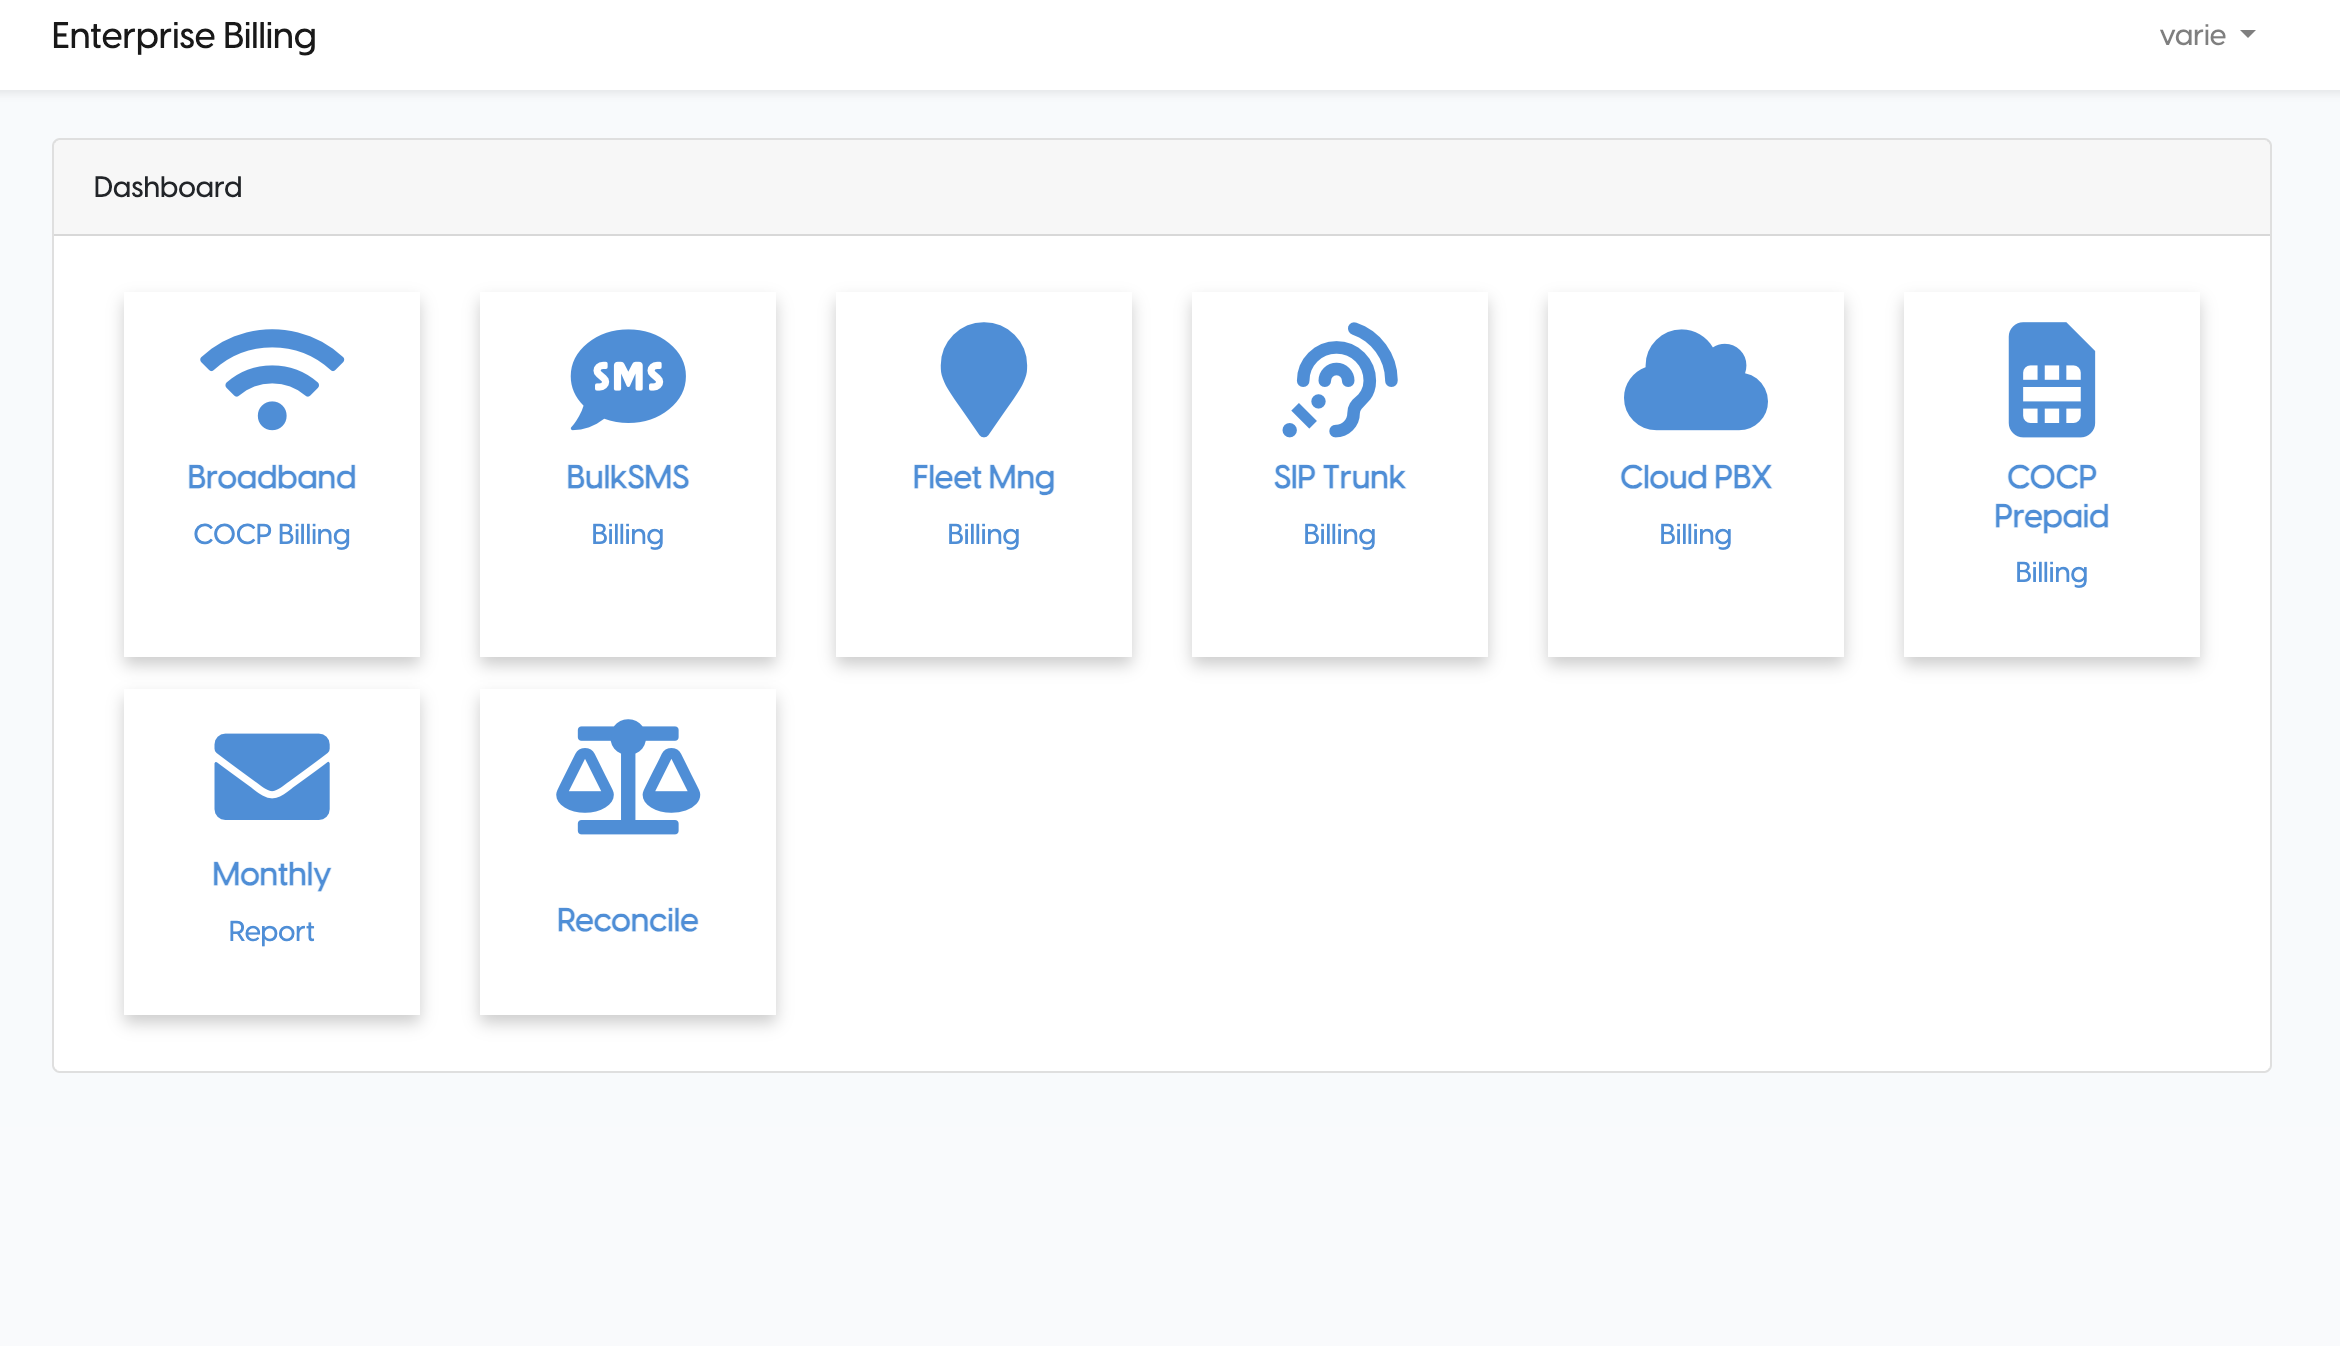 Enterprise Billing
varie
Dashboard
SMS
Broadband
COCP Billing
BulkSMS
Billing
Fleet Mng
Billing
SIP Trunk
Billing
Cloud PBX
Billing
COCP
Prepaid
Billing
Monthly
Report
Reconcile